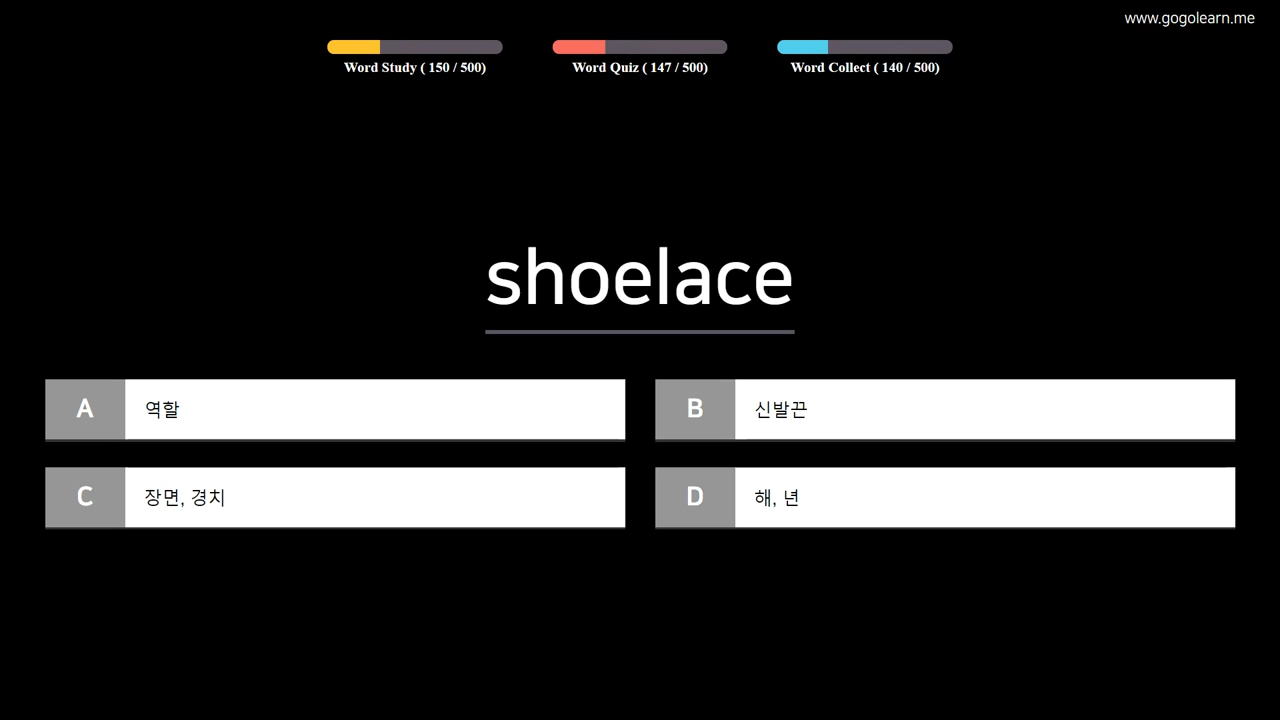 www.gogolearn.me
Word Study ( 150 / 500)
Word Quiz ( 147 / 500)
Word Collect ( 140 / 500)
shoelace
A 역할
B 신발끈
C 장면, 경치
D 해, 년